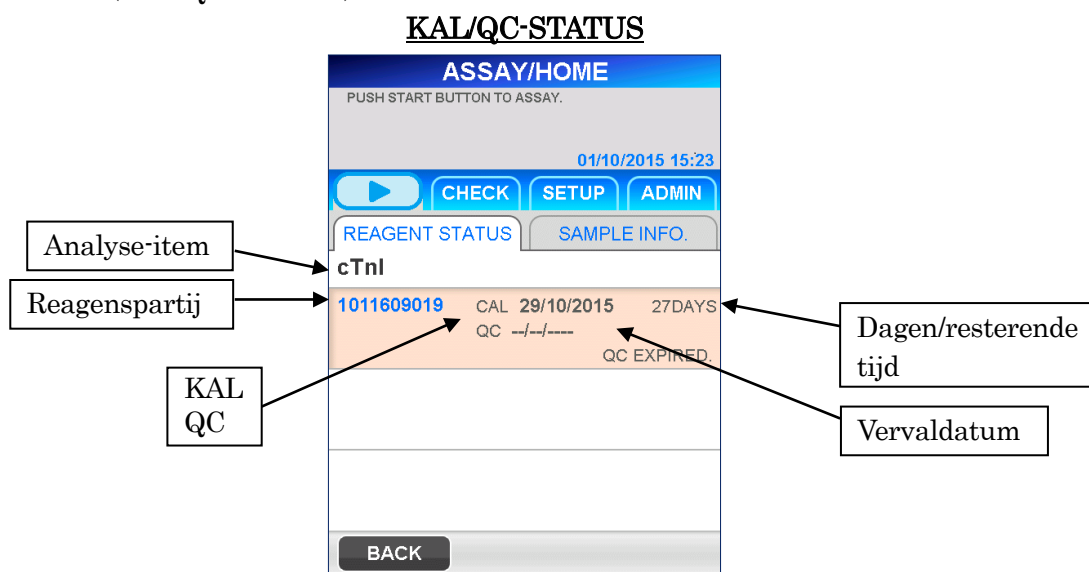 KAL/QC-STATUS
ASSAY/HOME
PUSH START BUTTON TO ASSAY.
01/10/2015 15:23
CHECK SETUP ADMIN
REAGENT STATUS SAMPLE INFO.
Analyse-item
cTnI
Reagenspartij
1011609019 CAL 29/10/2015 27DAYS
QC --/--/----
QC EXPIRED.
Dagen/resterende
tijd
KAL
QC
Vervaldatum
BACK